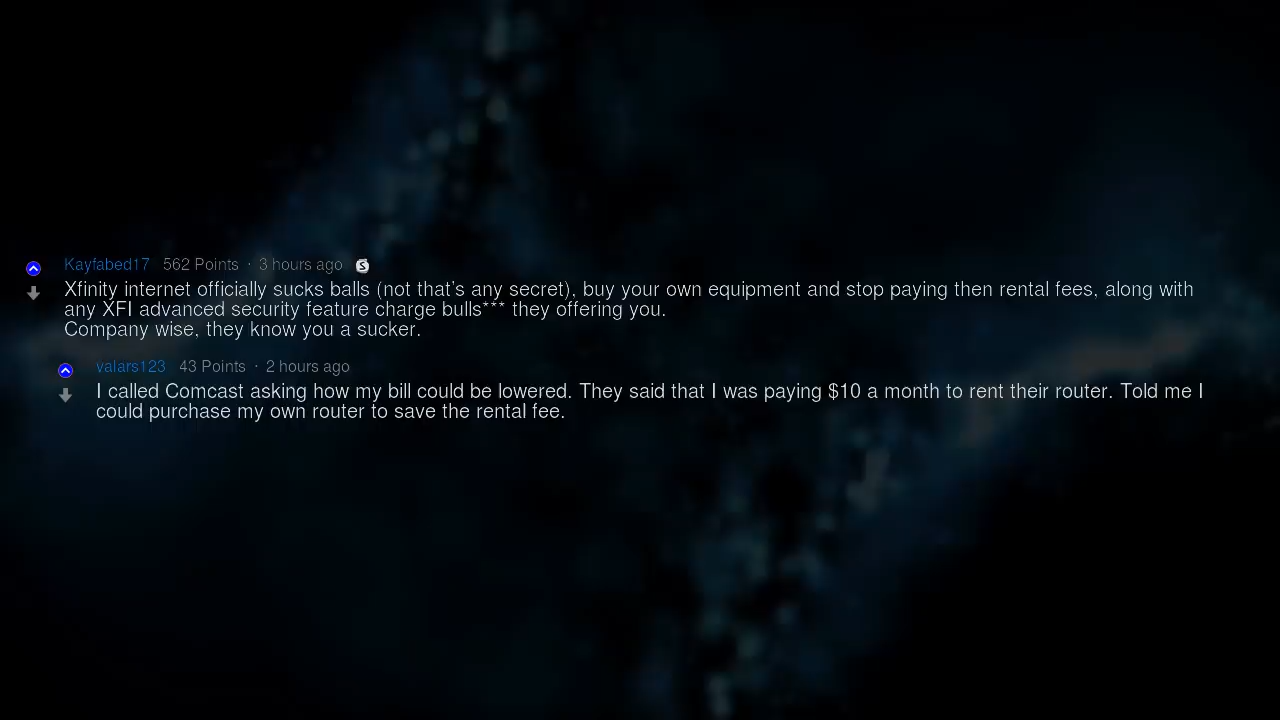 Kayfabed17 562 Points · 3 hours ago S
Xfinity internet officially sucks balls (not that's any secret), buy your own equipment and stop paying then rental fees, along with
any XFI advanced security feature charge bulls*** they offering you.
Company wise, they know you a sucker.
valars123 43 Points · 2 hours ago
I called Comcast asking how my bill could be lowered. They said that I was paying $10 a month to rent their router. Told me I
could purchase my own router to save the rental fee.